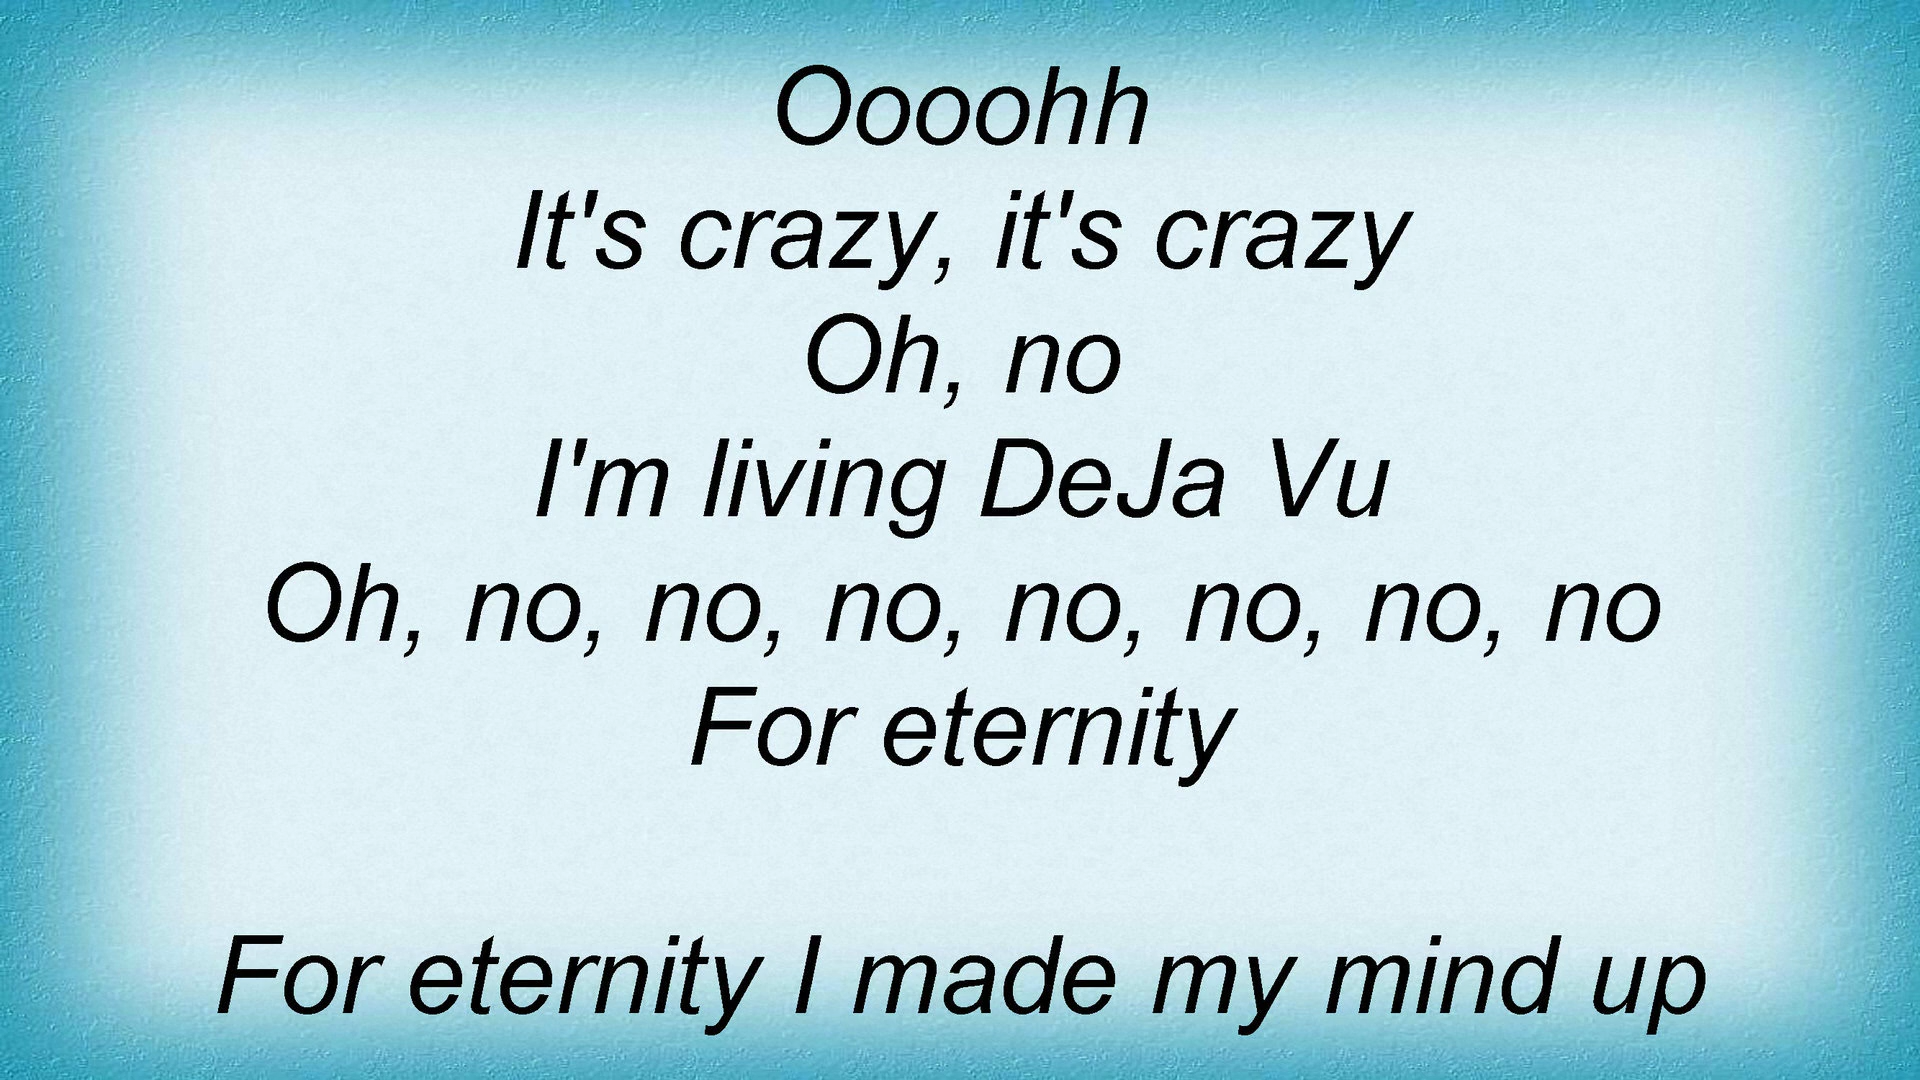 Oooohh
It's crazy, it's crazy
Oh, no
I'm living DeJa Vu
Oh, no, no, no, no, no, no, no
For eternity
For eternity I made my mind up